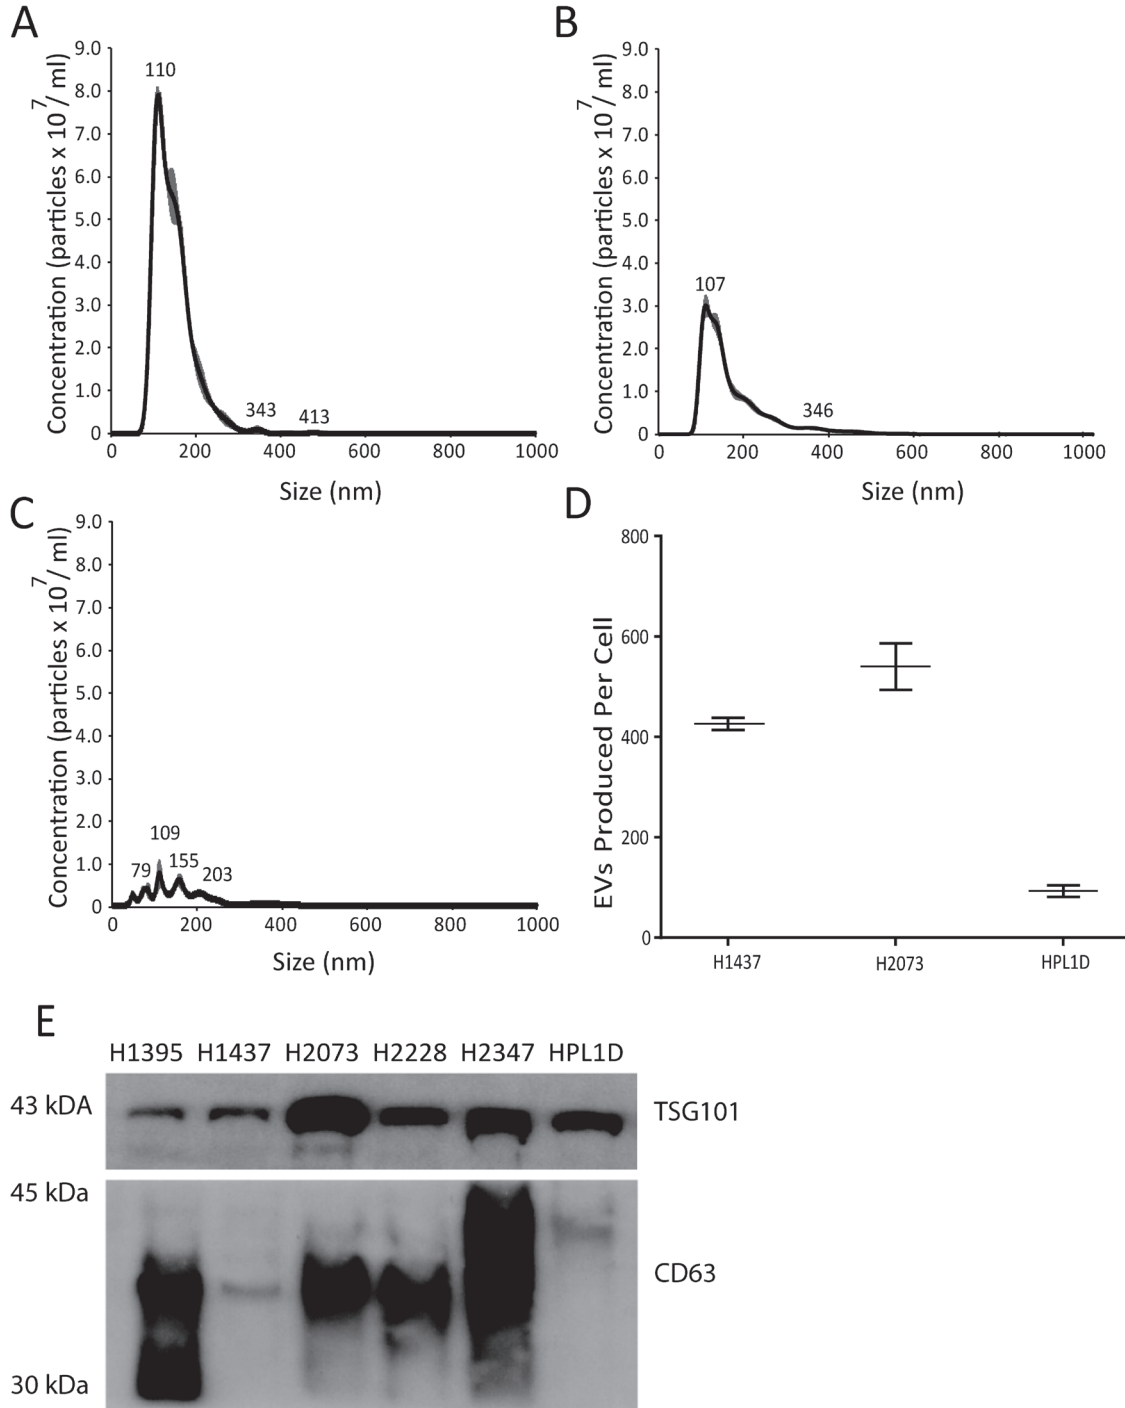 A
Concentration (particles x 10^7/ ml)
9.0
8.0
7.0
6.0
5.0
4.0
3.0
2.0
1.0
0
110
343
413
0 200 400 600 800 1000
Size (nm)
B
Concentration (particles x 10^7/ ml)
9.0
8.0
7.0
6.0
5.0
4.0
3.0
2.0
1.0
0
107
346
0 200 400 600 800 1000
Size (nm)
C
Concentration (particles x 10^7/ ml)
9.0
8.0
7.0
6.0
5.0
4.0
3.0
2.0
1.0
0
109
79
155
203
0 200 400 600 800 1000
Size (nm)
D
EVs Produced Per Cell
800
600
400
200
0
H1437 H2073 HPL1D
E
H1395 H1437 H2073 H2228 H2347 HPL1D
43 kDA
TSG101
45 kDa
CD63
30 kDa